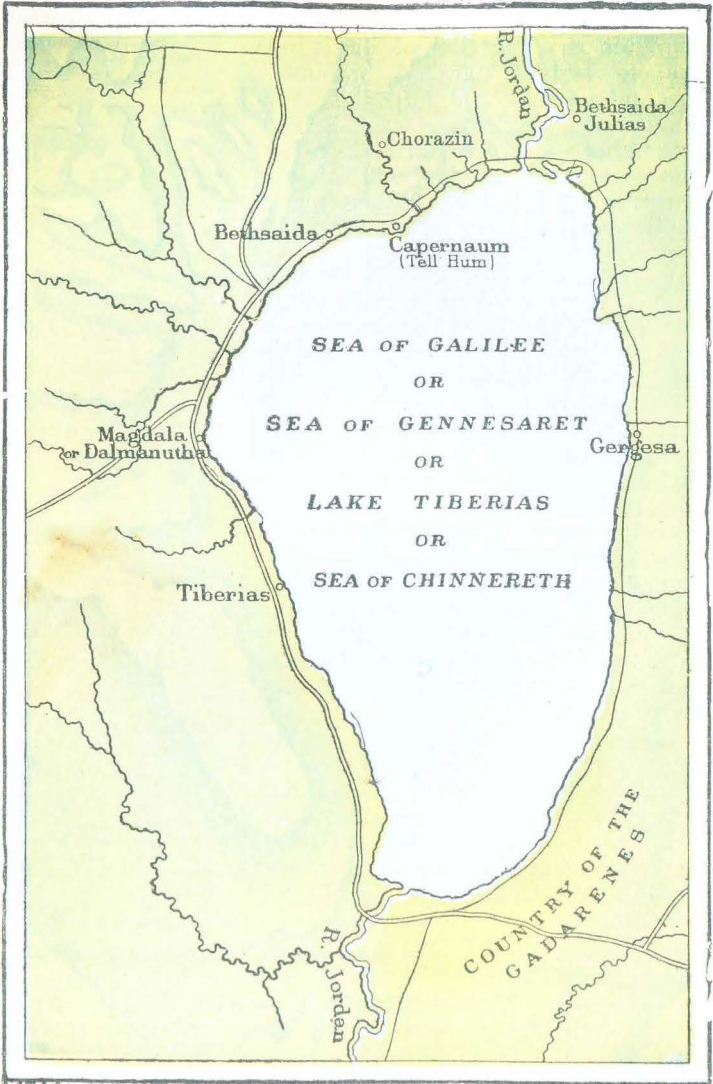 R. Jordan
Bethsaida
Julias
Chorazin
Bethsaida
Capernaum
(Tell Hum)
SEA OF GALILEE
OR
SEA OF GENNESARET
OR
LAKE TIBERIAS
OR
SEA OF CHINNERETH
Magdala
or Dalmanutha
Gergesa
Tiberias
COUNTRY OF THE
GADARENES
R. Jordan